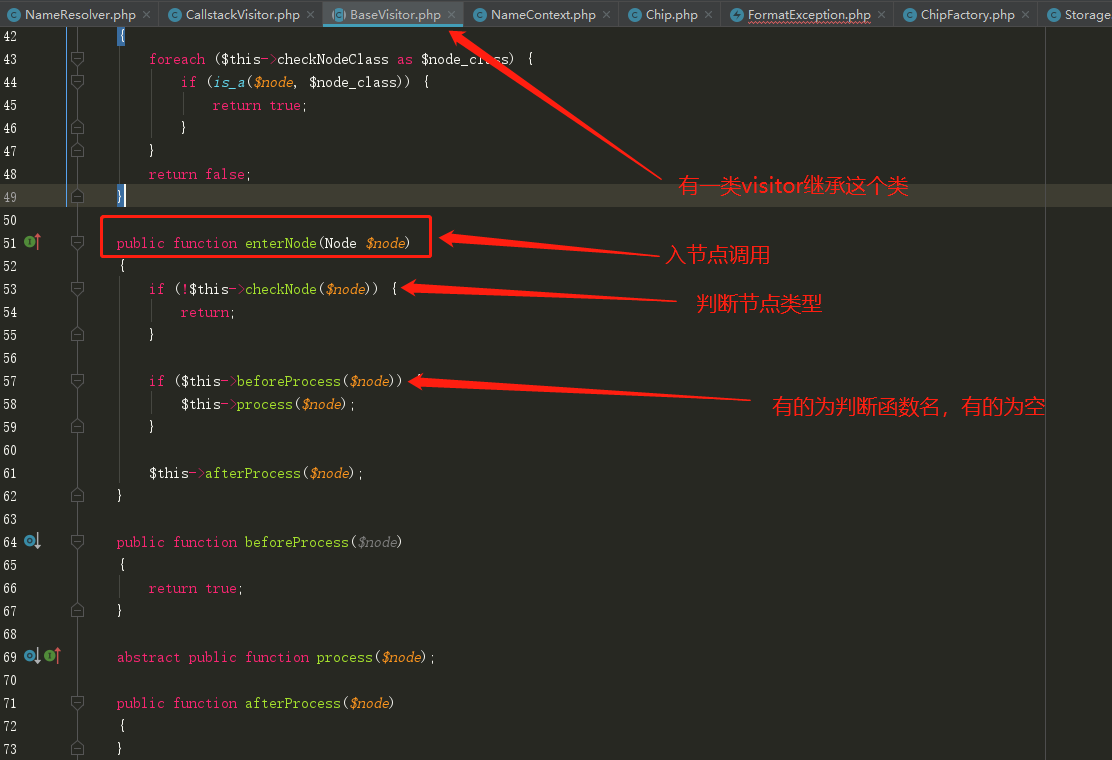 NameResolver.php × CallstackVisitor.php × BaseVisitor.php × NameContext.php × Chip.php × FormatException.php × ChipFactory.php × Storage
42 {
43 foreach ($this->checkNodeClass as $node_class) {
44 if (is_a($node, $node_class)) {
45 return true;
46 }
47 }
48 return false;
有一类visitor继承这个类
49 }
50
51 public function enterNode(Node $node)
入节点调用
52 {
53 if (!$this->checkNode($node)) {
判断节点类型
54 return;
55 }
56
57 if ($this->beforeProcess($node)) {
58 $this->process($node);
有的为判断函数名，有的为空
59 }
60
61 $this->afterProcess($node);
62 }
63
64 public function beforeProcess($node)
65 {
66 return true;
67 }
68
69 abstract public function process($node);
70
71 public function afterProcess($node)
72 {
73 }